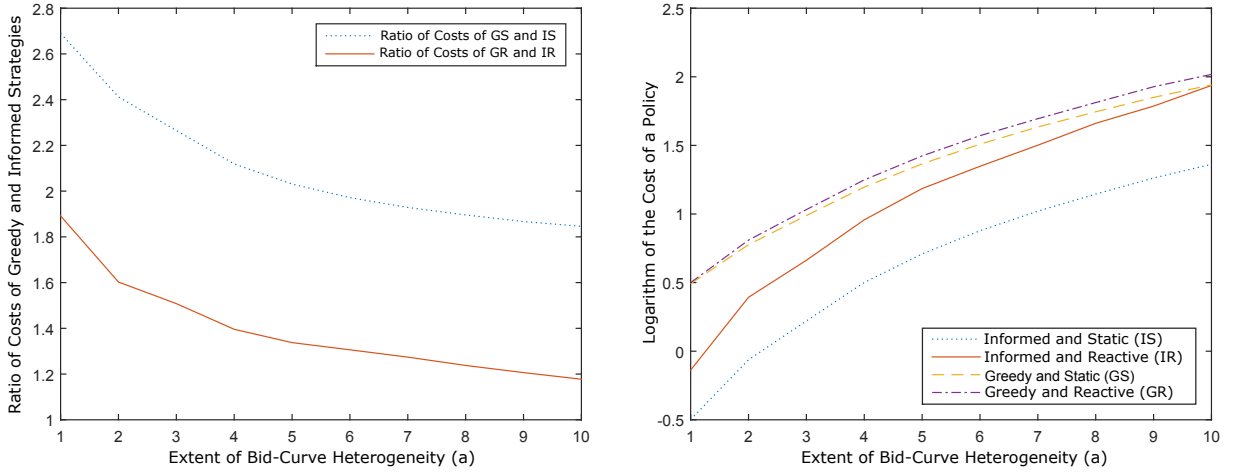 Ratio of Costs of Greedy and Informed Strategies
2.8
2.6
2.4
2.2
2
1.8
1.6
1.4
1.2
1
Ratio of Costs of GS and IS
Ratio of Costs of GR and IR
1 2 3 4 5 6 7 8 9 10
Extent of Bid-Curve Heterogeneity (a)
Logarithm of the Cost of a Policy
2.5
2
1.5
1
0.5
0
-0.5
Informed and Static (IS)
Informed and Reactive (IR)
Greedy and Static (GS)
Greedy and Reactive (GR)
1 2 3 4 5 6 7 8 9 10
Extent of Bid-Curve Heterogeneity (a)